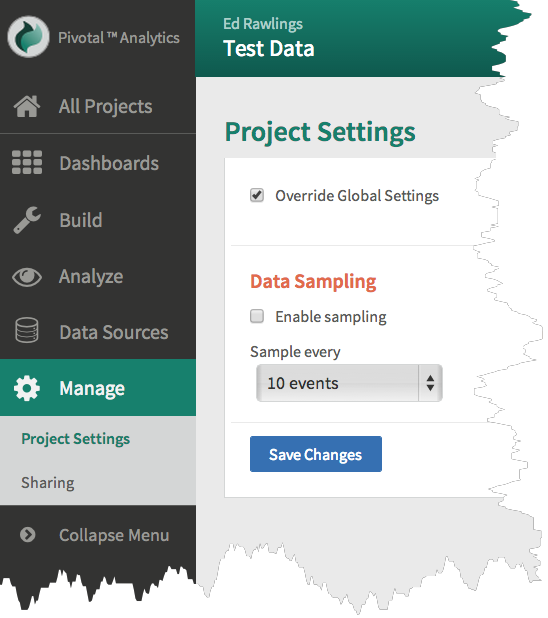 Pivotal™ Analytics
All Projects
Dashboards
Build
Analyze
Data Sources
Manage
Project Settings
Sharing
Collapse Menu
Ed Rawlings
Test Data
Project Settings
Override Global Settings
Data Sampling
Enable sampling
Sample every
10 events
Save Changes